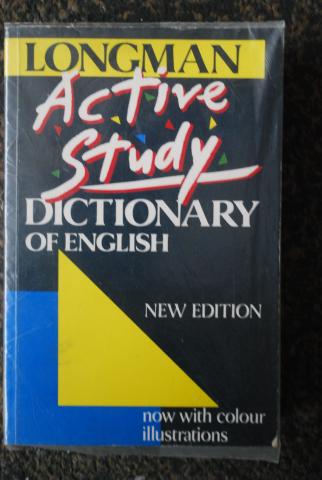 LONGMAN
Active
Study
DICTIONARY
OF ENGLISH
NEW EDITION
now with colour
illustrations